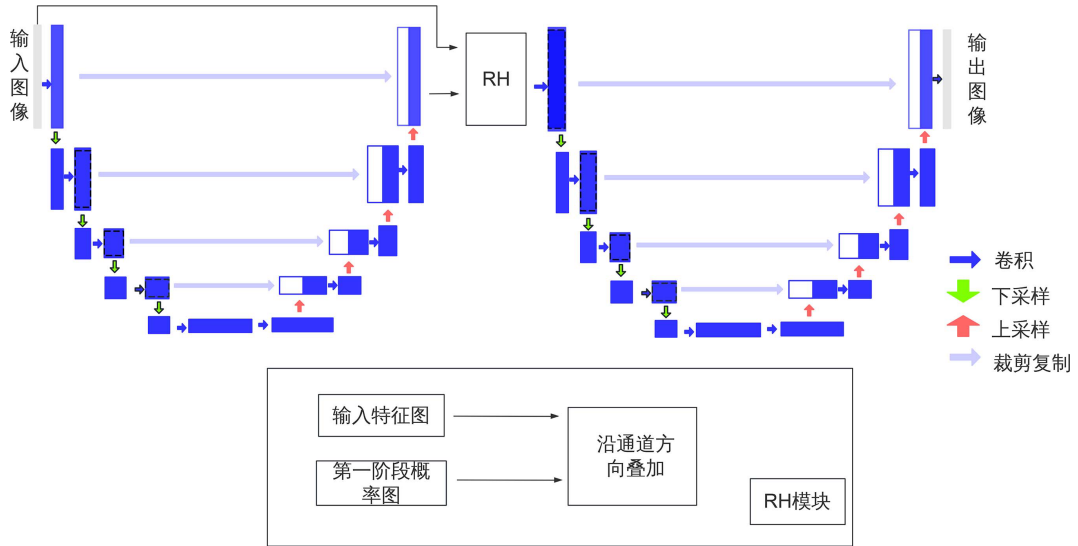 输
入
图
像
RH
输
出
图
像
卷积
下采样
上采样
裁剪复制
输入特征图
第一阶段概
率图
沿通道方
向叠加
RH模块